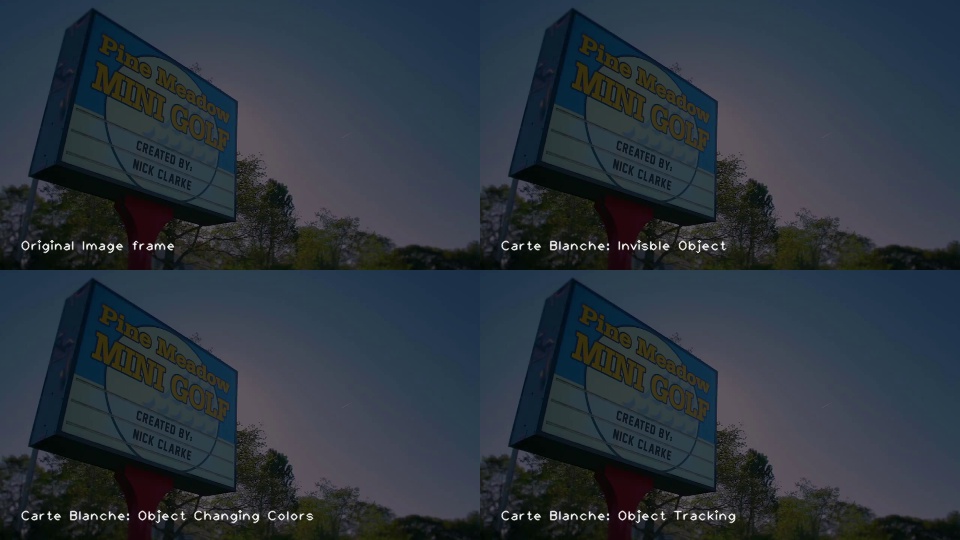 Pine Meadow
MINI GOLF
CREATED BY:
NICK CLARKE
Original Image frame
Pine Meadow
MINI GOLF
CREATED BY:
NICK CLARKE
Carte Blanche: Invisble Object
Pine Meadow
MINI GOLF
CREATED BY:
NICK CLARKE
Carte Blanche: Object Changing Colors
Pine Meadow
MINI GOLF
CREATED BY:
NICK CLARKE
Carte Blanche: Object Tracking